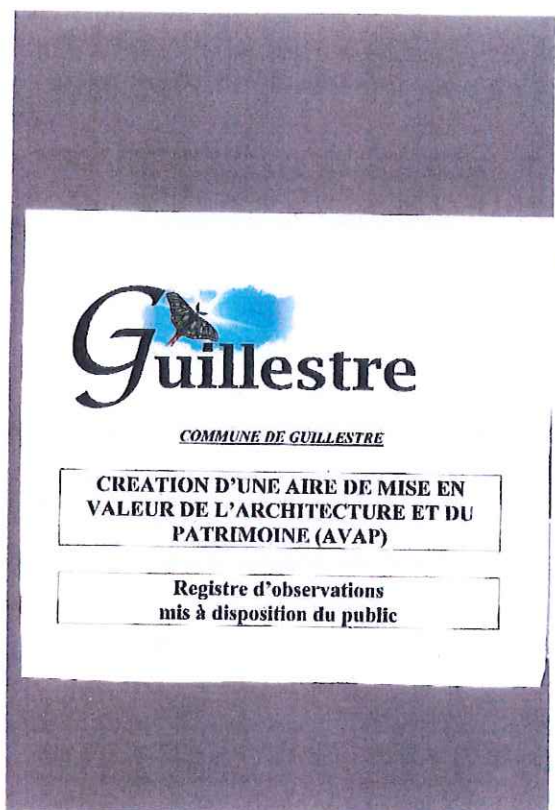 Guillestre
COMMUNE DE GUILLESTRE
CREATION D'UNE AIRE DE MISE EN
VALEUR DE L'ARCHITECTURE ET DU
PATRIMOINE (AVAP)
Registre d'observations
mis à disposition du public